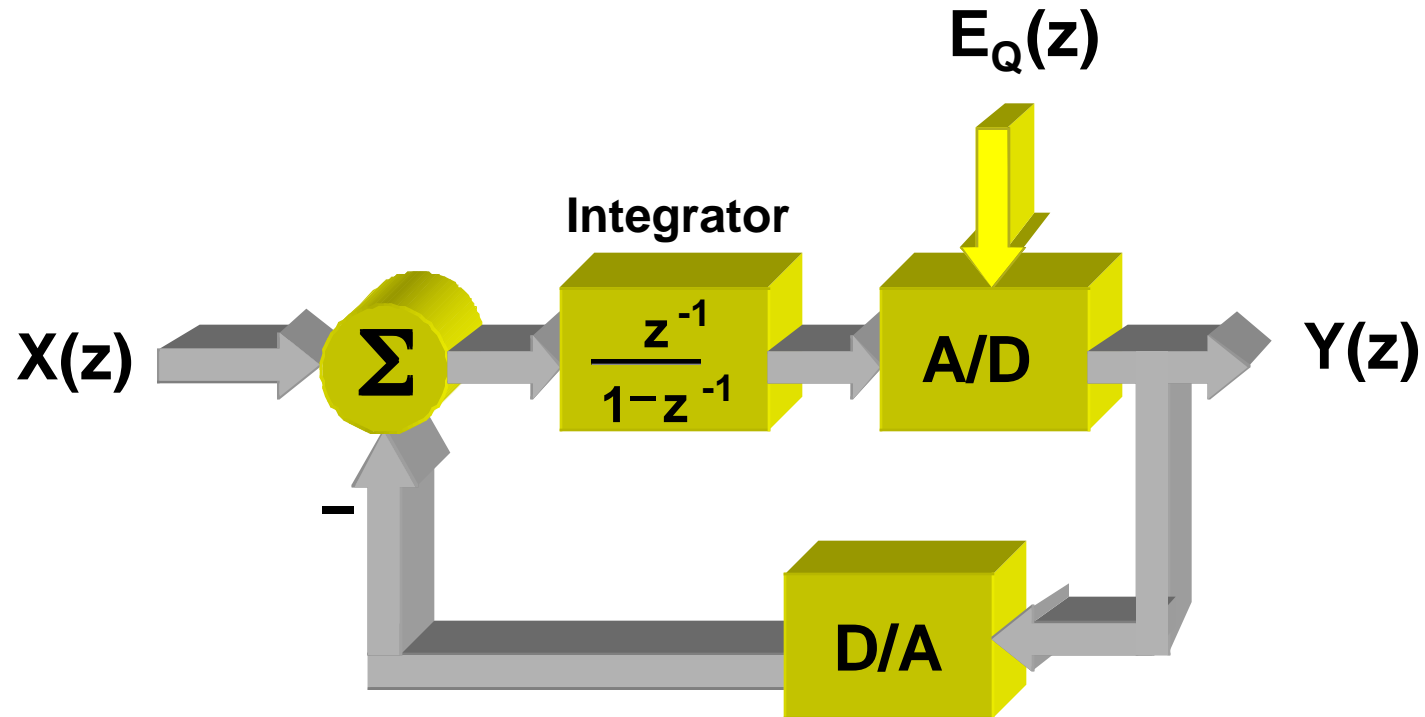 E_Q(z)
Integrator
X(z)
Σ
z^-1
1−z^-1
A/D
Y(z)
−
D/A